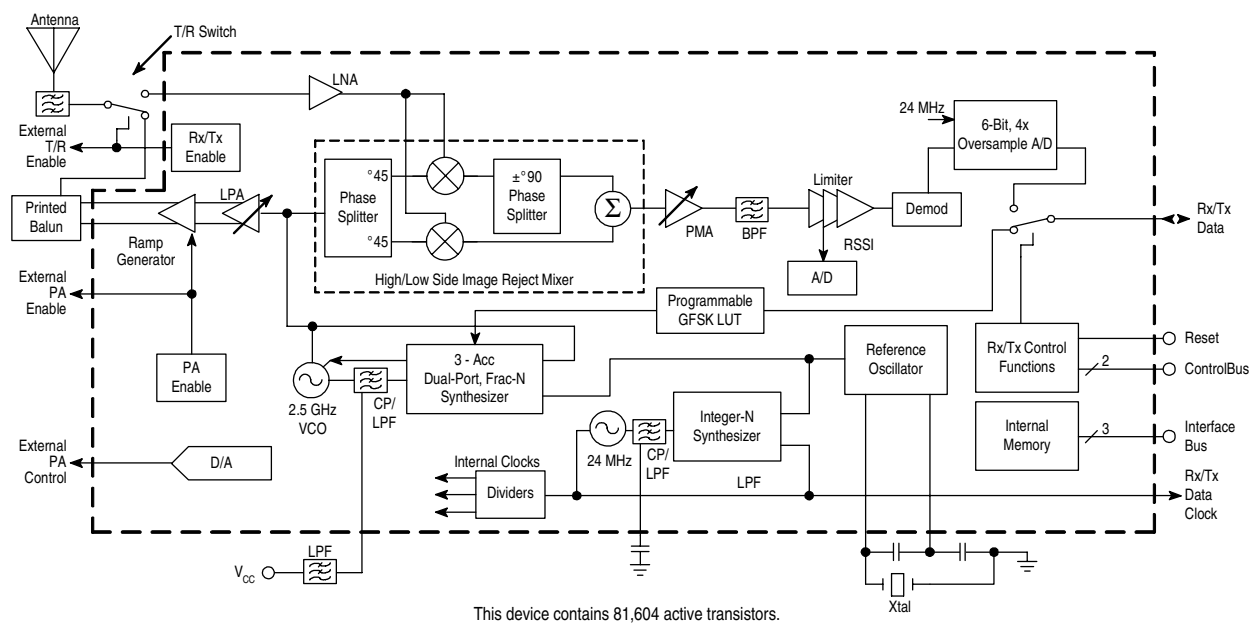 Antenna
T/R Switch
LNA
24 MHz
6-Bit, 4x
Oversample A/D
External
T/R
Enable
Rx/Tx
Enable
°45
±°90
Phase
Splitter
Phase
Splitter
°45
Σ
Limiter
Demod
Rx/Tx
Data
LPA
Printed
Balun
Ramp
Generator
PMA
BPF
RSSI
A/D
High/Low Side Image Reject Mixer
External
PA
Enable
Programmable
GFSK LUT
PA
Enable
3 - Acc
Dual-Port, Frac-N
Synthesizer
Reference
Oscillator
Rx/Tx Control
Functions
Reset
2
ControlBus
2.5 GHz
VCO
CP/
LPF
Integer-N
Synthesizer
Internal
Memory
3
Interface
Bus
External
PA
Control
D/A
24 MHz
CP/
LPF
Internal Clocks
Dividers
LPF
Rx/Tx
Data
Clock
LPF
VCC
Xtal
This device contains 81,604 active transistors.